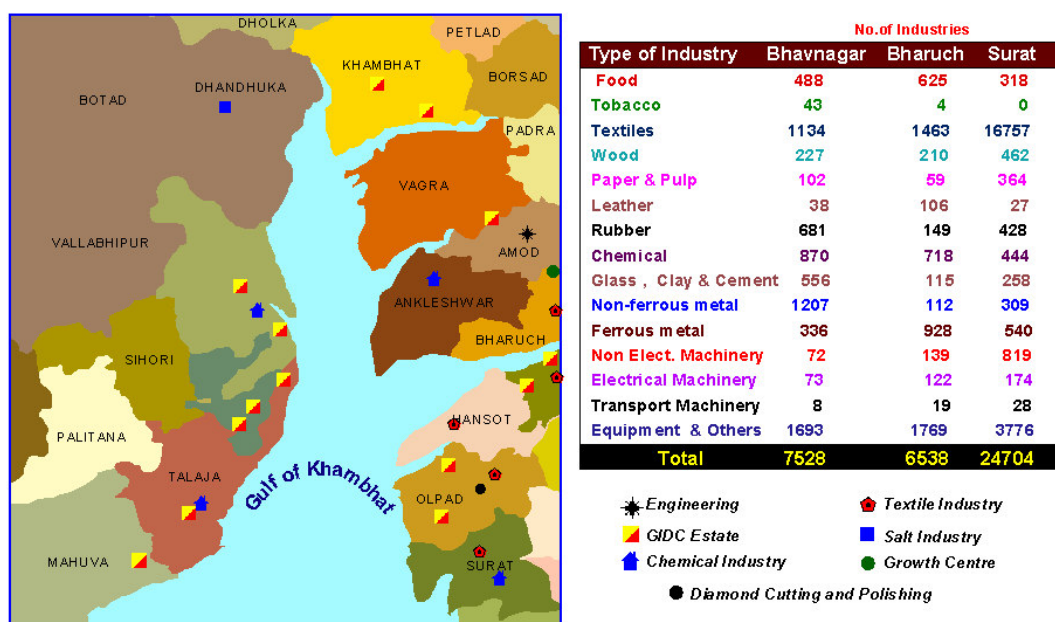 DHOLKA
PETLAD
KHAMBHAT
BORSAD
DHANDHUKA
BOTAD
PADRA
VAGRA
VALLABHIPUR
AMOD
ANKLESHWAR
BHARUCH
SIHORI
HANSOT
PALITANA
TALAJA
Gulf of Khambhat
OLPAD
MAHUVA
SURAT
No.of Industries
Type of Industry Bhavnagar Bharuch Surat
Food 488 625 318
Tobacco 43 4 0
Textiles 1134 1463 16757
Wood 227 210 462
Paper & Pulp 102 59 364
Leather 38 106 27
Rubber 681 149 428
Chemical 870 718 444
Glass , Clay & Cement 556 115 258
Non-ferrous metal 1207 112 309
Ferrous metal 336 928 540
Non Elect. Machinery 72 139 819
Electrical Machinery 73 122 174
Transport Machinery 8 19 28
Equipment & Others 1693 1769 3776
Total 7528 6538 24704
Engineering Textile Industry
GIDC Estate Salt Industry
Chemical Industry Growth Centre
Diamond Cutting and Polishing